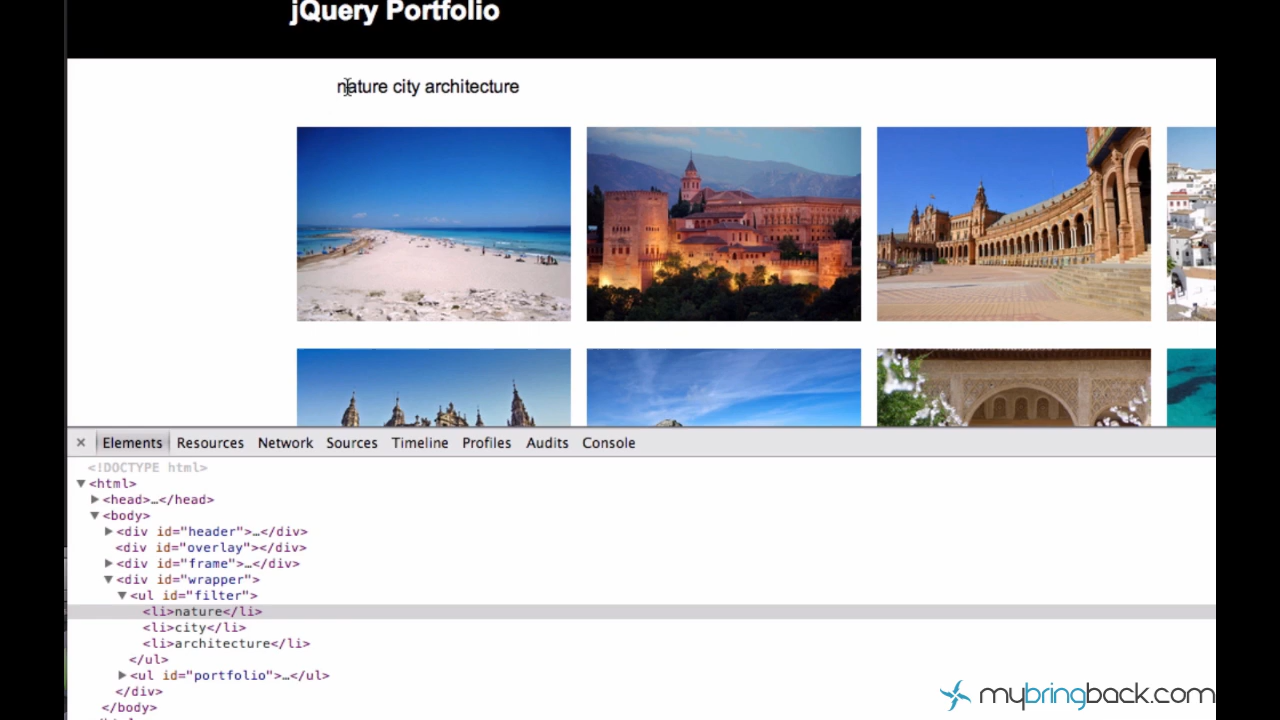 jQuery Portfolio
nature city architecture
× Elements Resources Network Sources Timeline Profiles Audits Console
<!DOCTYPE html>
▼<html>
▶<head>…</head>
▼<body>
▶<div id="header">…</div>
<div id="overlay"></div>
▶<div id="frame">…</div>
▼<div id="wrapper">
▼<ul id="filter">
<li>nature</li>
<li>city</li>
<li>architecture</li>
</ul>
▶<ul id="portfolio">…</ul>
</div>
</body>
mybringback.com